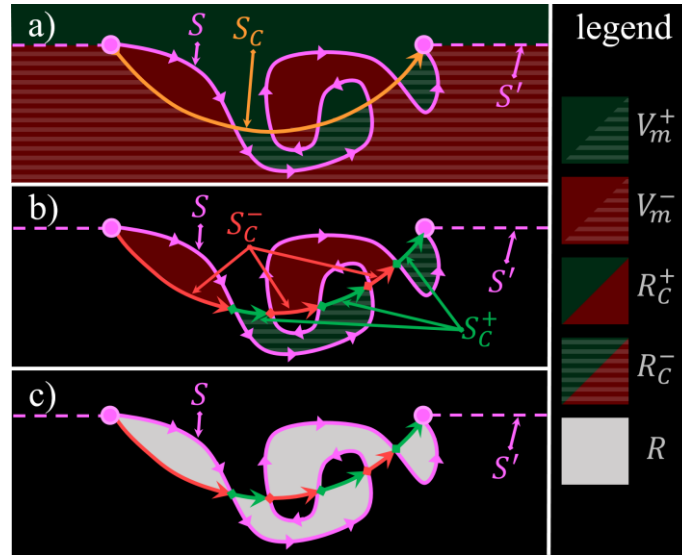 a)
S
S_C
S'
b)
S
S_C^-
S'
S_C^+
c)
S
S'
legend
V_m^+
V_m^-
R_C^+
R_C^-
R